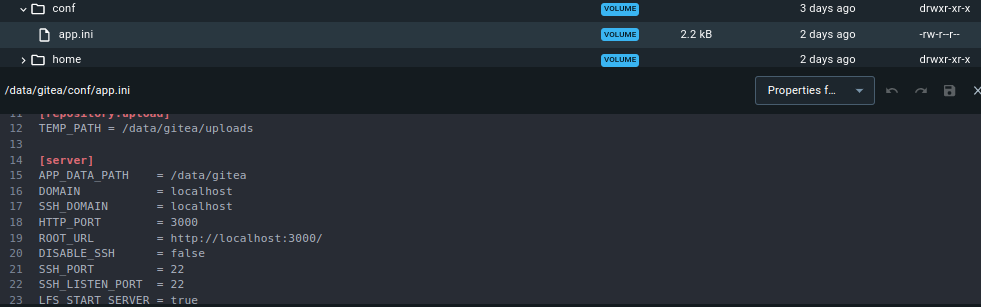 conf VOLUME 3 days ago drwxr-xr-x
app.ini VOLUME 2.2 kB 2 days ago -rw-r--r--
home VOLUME 2 days ago drwxr-xr-x
/data/gitea/conf/app.ini Properties f...
11 [repository.upload]
12 TEMP_PATH = /data/gitea/uploads
13
14 [server]
15 APP_DATA_PATH = /data/gitea
16 DOMAIN = localhost
17 SSH_DOMAIN = localhost
18 HTTP_PORT = 3000
19 ROOT_URL = http://localhost:3000/
20 DISABLE_SSH = false
21 SSH_PORT = 22
22 SSH_LISTEN_PORT = 22
23 LFS_START_SERVER = true